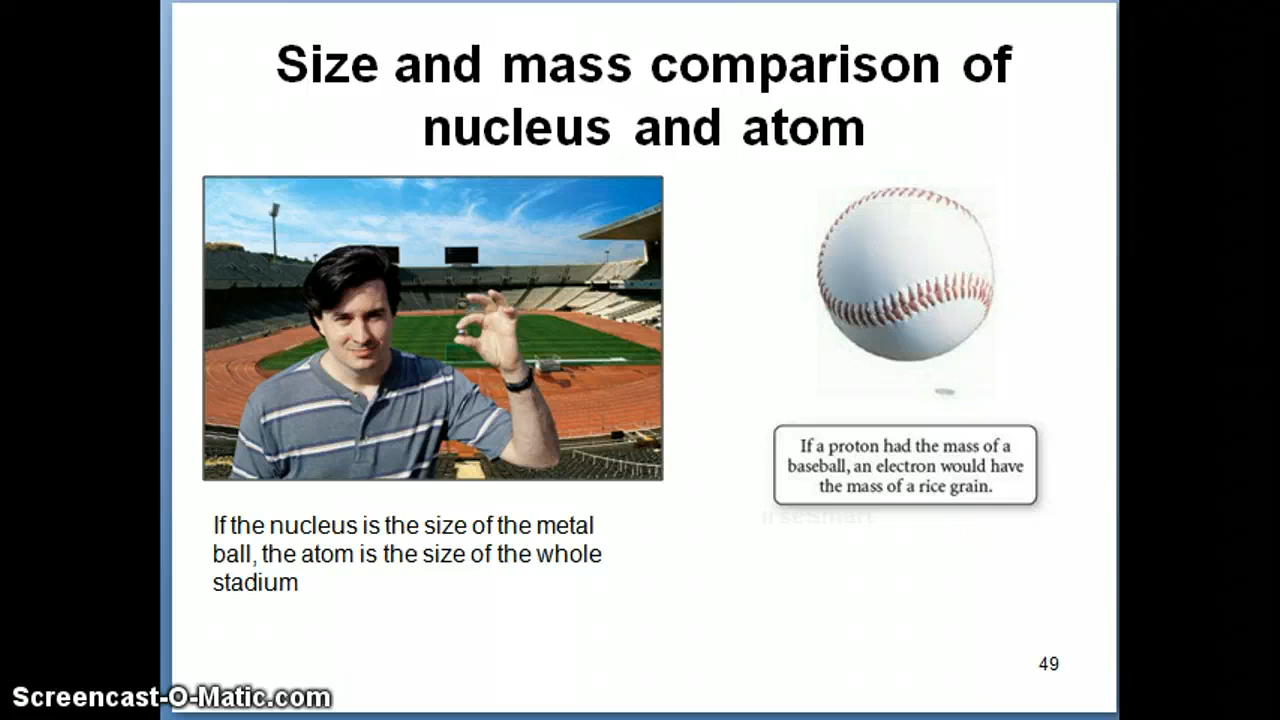 Size and mass comparison of
nucleus and atom
If a proton had the mass of a
baseball, an electron would have
the mass of a rice grain.
If the nucleus is the size of the metal
ball, the atom is the size of the whole
stadium
49
Screencast-O-Matic.com